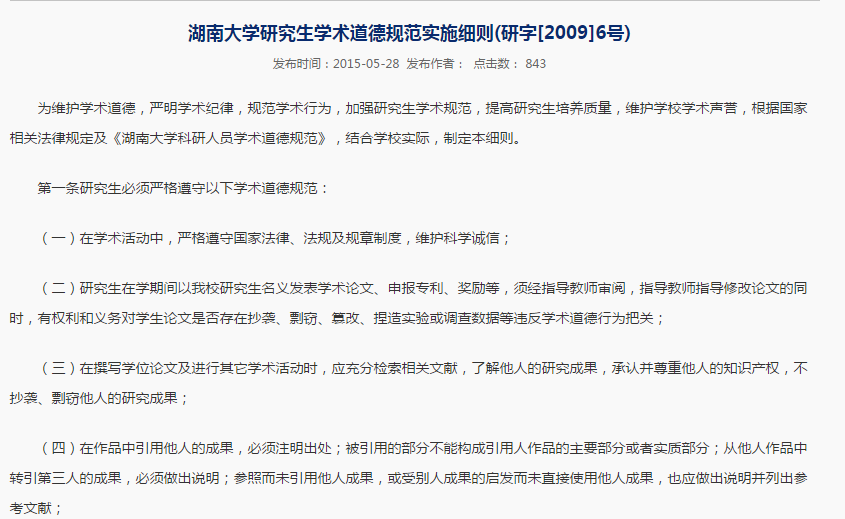 湖南大学研究生学术道德规范实施细则(研字[2009]6号)
发布时间：2015-05-28 发布作者： 点击数： 843
为维护学术道德，严明学术纪律，规范学术行为，加强研究生学术规范，提高研究生培养质量，维护学校学术声誉，根据国家
相关法律规定及《湖南大学科研人员学术道德规范》，结合学校实际，制定本细则。
第一条研究生必须严格遵守以下学术道德规范：
（一）在学术活动中，严格遵守国家法律、法规及规章制度，维护科学诚信；
（二）研究生在学期间以我校研究生名义发表学术论文、申报专利、奖励等，须经指导教师审阅，指导教师指导修改论文的同
时，有权利和义务对学生论文是否存在抄袭、剽窃、篡改、捏造实验或调查数据等违反学术道德行为把关；
（三）在撰写学位论文及进行其它学术活动时，应充分检索相关文献，了解他人的研究成果，承认并尊重他人的知识产权，不
抄袭、剽窃他人的研究成果；
（四）在作品中引用他人的成果，必须注明出处；被引用的部分不能构成引用人作品的主要部分或者实质部分；从他人作品中
转引第三人的成果，必须做出说明；参照而未引用他人成果，或受别人成果的启发而未直接使用他人成果，也应做出说明并列出参
考文献；